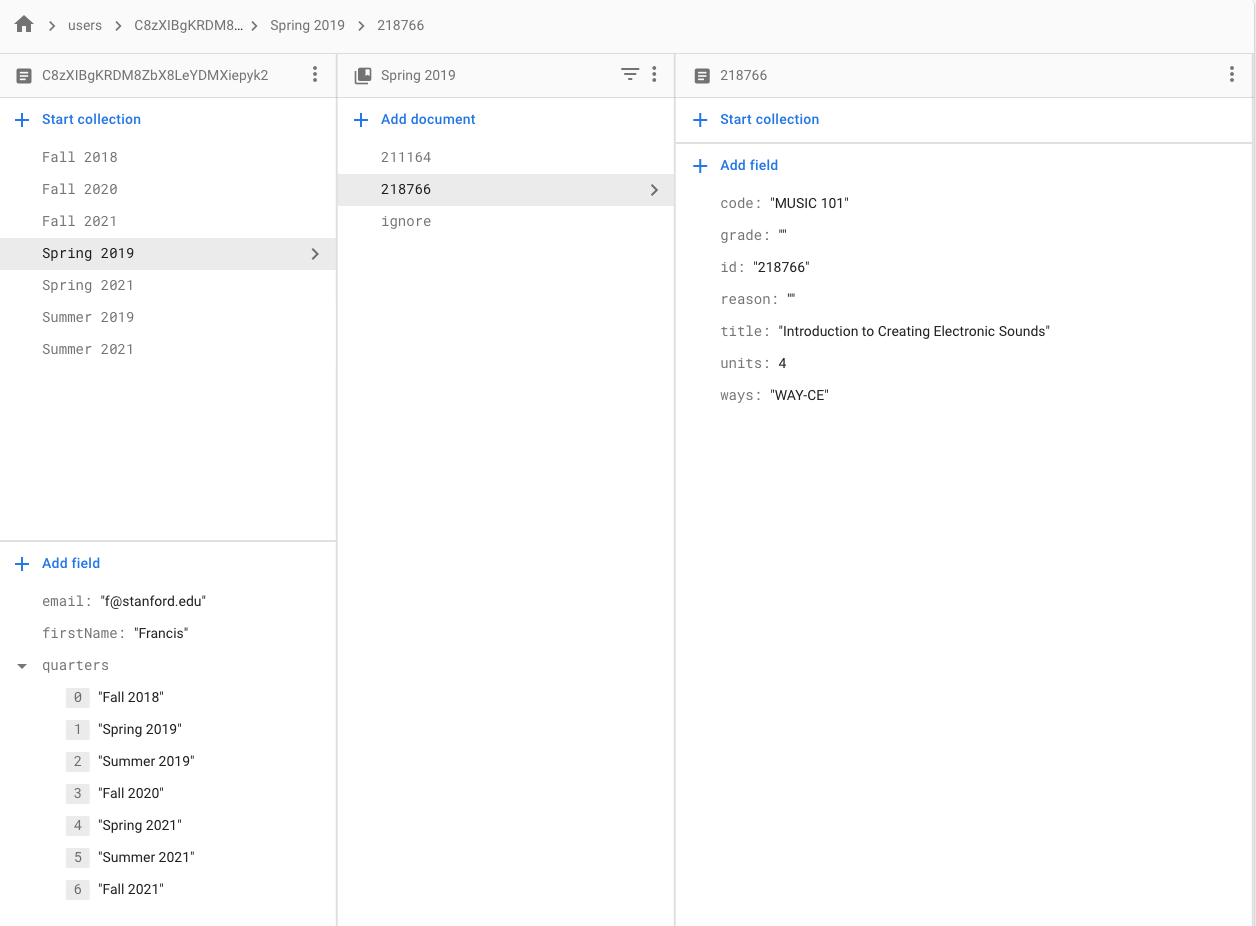 users C8zXIBgKRDM8... Spring 2019 218766
C8zXIBgKRDM8ZbX8LeYDMXiepyk2
Start collection
Fall 2018
Fall 2020
Fall 2021
Spring 2019
Spring 2021
Summer 2019
Summer 2021
Add field
email: "f@stanford.edu"
firstName: "Francis"
quarters
0 "Fall 2018"
1 "Spring 2019"
2 "Summer 2019"
3 "Fall 2020"
4 "Spring 2021"
5 "Summer 2021"
6 "Fall 2021"
Spring 2019
Add document
211164
218766
ignore
218766
Start collection
Add field
code: "MUSIC 101"
grade: ""
id: "218766"
reason: ""
title: "Introduction to Creating Electronic Sounds"
units: 4
ways: "WAY-CE"